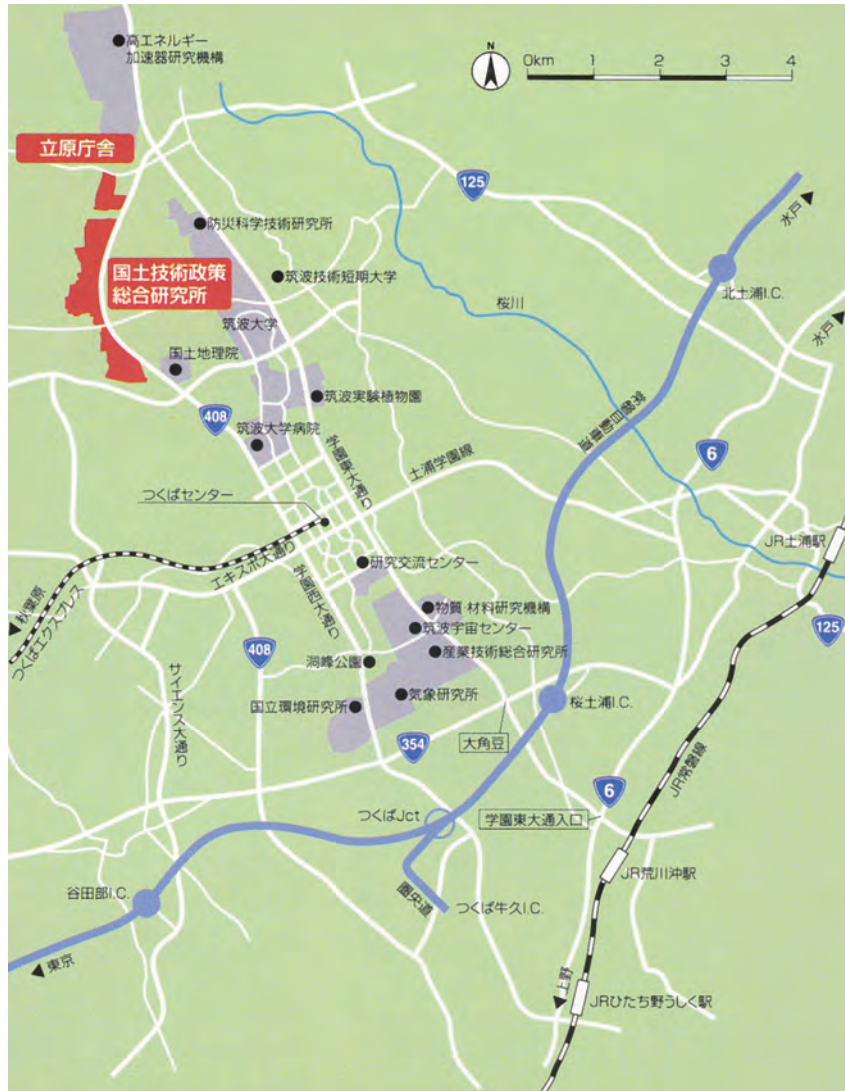 高エネルギー
加速器研究機構
N
0km 1 2 3 4
立原庁舎
125
水戸
防災科学技術研究所
国土技術政策
総合研究所
筑波技術短期大学
北土浦I.C.
桜川
筑波大学
水戸
国土地理院
筑波実験植物園
408
常磐自動車道
筑波大学病院
学園東大通り
6
土浦学園線
つくばセンター
JR土浦駅
エキスポ大通り
研究交流センター
学園西大通り
秋葉原
つくばエクスプレス
物質・材料研究機構
筑波宇宙センター
125
408
産業技術総合研究所
洞峰公園
サイエンス大通り
気象研究所
国立環境研究所
桜土浦I.C.
354
大角豆
JR常磐線
6
つくばJct
学園東大通入口
JR荒川沖駅
谷田部I.C.
圏央道
つくば牛久I.C.
東京
上野
JRひたち野うしく駅